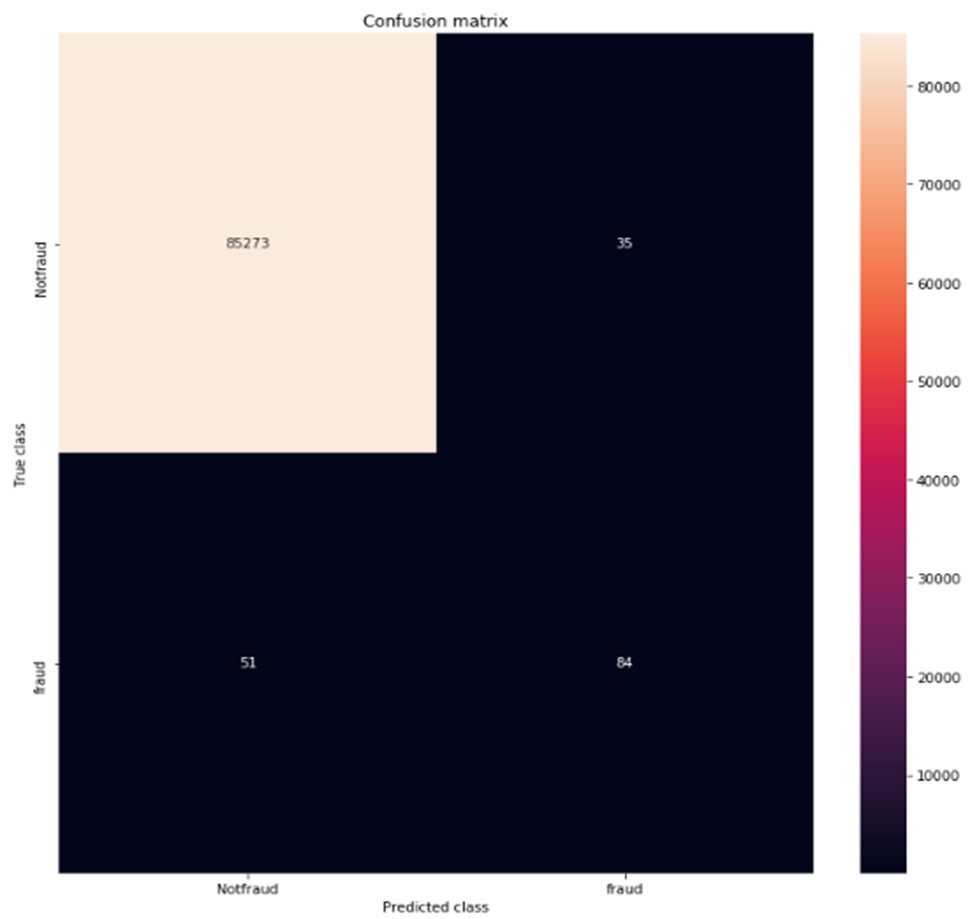 Confusion matrix
80000
70000
Notfraud
85273
35
60000
50000
True class
40000
30000
fraud
51
84
20000
10000
Notfraud
fraud
Predicted class